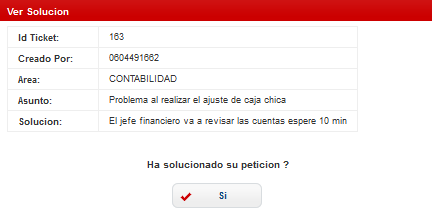 Ver Solucion
Id Ticket: 163
Creado Por: 0604491662
Area: CONTABILIDAD
Asunto: Problema al realizar el ajuste de caja chica
Solucion: El jefe financiero va a revisar las cuentas espere 10 min
Ha solucionado su peticion ?
Si